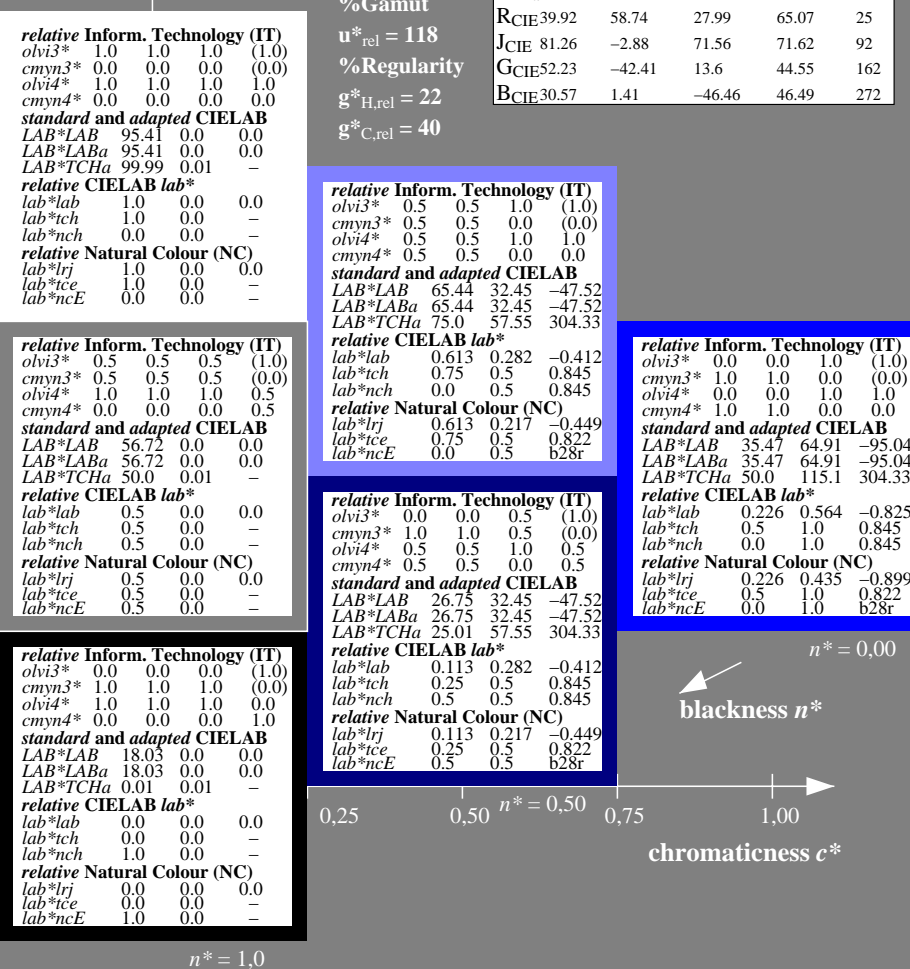 %Gamut
u*rel = 118
%Regularity
g*H,rel = 22
g*C,rel = 40
RCIE 39.92 58.74 27.99 65.07 25
JCIE 81.26 −2.88 71.56 71.62 92
GCIE 52.23 −42.41 13.6 44.55 162
BCIE 30.57 1.41 −46.46 46.49 272
relative Inform. Technology (IT)
olvi3* 1.0 1.0 1.0 (1.0)
cmyn3* 0.0 0.0 0.0 (0.0)
olvi4* 1.0 1.0 1.0 1.0
cmyn4* 0.0 0.0 0.0 0.0
standard and adapted CIELAB
LAB*LAB 95.41 0.0 0.0
LAB*LABa 95.41 0.0 0.0
LAB*TCHa 99.99 0.01 –
relative CIELAB lab*
lab*lab 1.0 0.0 0.0
lab*tch 1.0 0.0 –
lab*nch 0.0 0.0 –
relative Natural Colour (NC)
lab*lrj 1.0 0.0 0.0
lab*tce 1.0 0.0 –
lab*ncE 0.0 0.0 –
relative Inform. Technology (IT)
olvi3* 0.5 0.5 1.0 (1.0)
cmyn3* 0.5 0.5 0.0 (0.0)
olvi4* 0.5 0.5 1.0 1.0
cmyn4* 0.5 0.5 0.0 0.0
standard and adapted CIELAB
LAB*LAB 65.44 32.45 −47.52
LAB*LABa 65.44 32.45 −47.52
LAB*TCHa 75.0 57.55 304.33
relative CIELAB lab*
lab*lab 0.613 0.282 −0.412
lab*tch 0.75 0.5 0.845
lab*nch 0.0 0.5 0.845
relative Natural Colour (NC)
lab*lrj 0.613 0.217 −0.449
lab*tce 0.75 0.5 0.822
lab*ncE 0.0 0.5 b28r
relative Inform. Technology (IT)
olvi3* 0.5 0.5 0.5 (1.0)
cmyn3* 0.5 0.5 0.5 (0.0)
olvi4* 1.0 1.0 1.0 0.5
cmyn4* 0.0 0.0 0.0 0.5
standard and adapted CIELAB
LAB*LAB 56.72 0.0 0.0
LAB*LABa 56.72 0.0 0.0
LAB*TCHa 50.0 0.01 –
relative CIELAB lab*
lab*lab 0.5 0.0 0.0
lab*tch 0.5 0.0 –
lab*nch 0.5 0.0 –
relative Natural Colour (NC)
lab*lrj 0.5 0.0 0.0
lab*tce 0.5 0.0 –
lab*ncE 0.5 0.0 –
relative Inform. Technology (IT)
olvi3* 0.0 0.0 1.0 (1.0)
cmyn3* 1.0 1.0 0.0 (0.0)
olvi4* 0.0 0.0 1.0 1.0
cmyn4* 1.0 1.0 0.0 0.0
standard and adapted CIELAB
LAB*LAB 35.47 64.91 −95.04
LAB*LABa 35.47 64.91 −95.04
LAB*TCHa 50.0 115.1 304.33
relative CIELAB lab*
lab*lab 0.226 0.564 −0.825
lab*tch 0.5 1.0 0.845
lab*nch 0.0 1.0 0.845
relative Natural Colour (NC)
lab*lrj 0.226 0.435 −0.899
lab*tce 0.5 1.0 0.822
lab*ncE 0.0 1.0 b28r
relative Inform. Technology (IT)
olvi3* 0.0 0.0 0.5 (1.0)
cmyn3* 1.0 1.0 0.5 (0.0)
olvi4* 0.5 0.5 1.0 0.5
cmyn4* 0.5 0.5 0.0 0.5
standard and adapted CIELAB
LAB*LAB 26.75 32.45 −47.52
LAB*LABa 26.75 32.45 −47.52
LAB*TCHa 25.01 57.55 304.33
relative CIELAB lab*
lab*lab 0.113 0.282 −0.412
lab*tch 0.25 0.5 0.845
lab*nch 0.5 0.5 0.845
relative Natural Colour (NC)
lab*lrj 0.113 0.217 −0.449
lab*tce 0.25 0.5 0.822
lab*ncE 0.5 0.5 b28r
relative Inform. Technology (IT)
olvi3* 0.0 0.0 0.0 (1.0)
cmyn3* 1.0 1.0 1.0 (0.0)
olvi4* 1.0 1.0 1.0 0.0
cmyn4* 0.0 0.0 0.0 1.0
standard and adapted CIELAB
LAB*LAB 18.03 0.0 0.0
LAB*LABa 18.03 0.0 0.0
LAB*TCHa 0.01 0.01 –
relative CIELAB lab*
lab*lab 0.0 0.0 0.0
lab*tch 0.0 0.0 –
lab*nch 1.0 0.0 –
relative Natural Colour (NC)
lab*lrj 0.0 0.0 0.0
lab*tce 0.0 0.0 –
lab*ncE 1.0 0.0 –
n* = 0,00
blackness n*
0,25 0,50 n* = 0,50 0,75 1,00
chromaticness c*
n* = 1,0